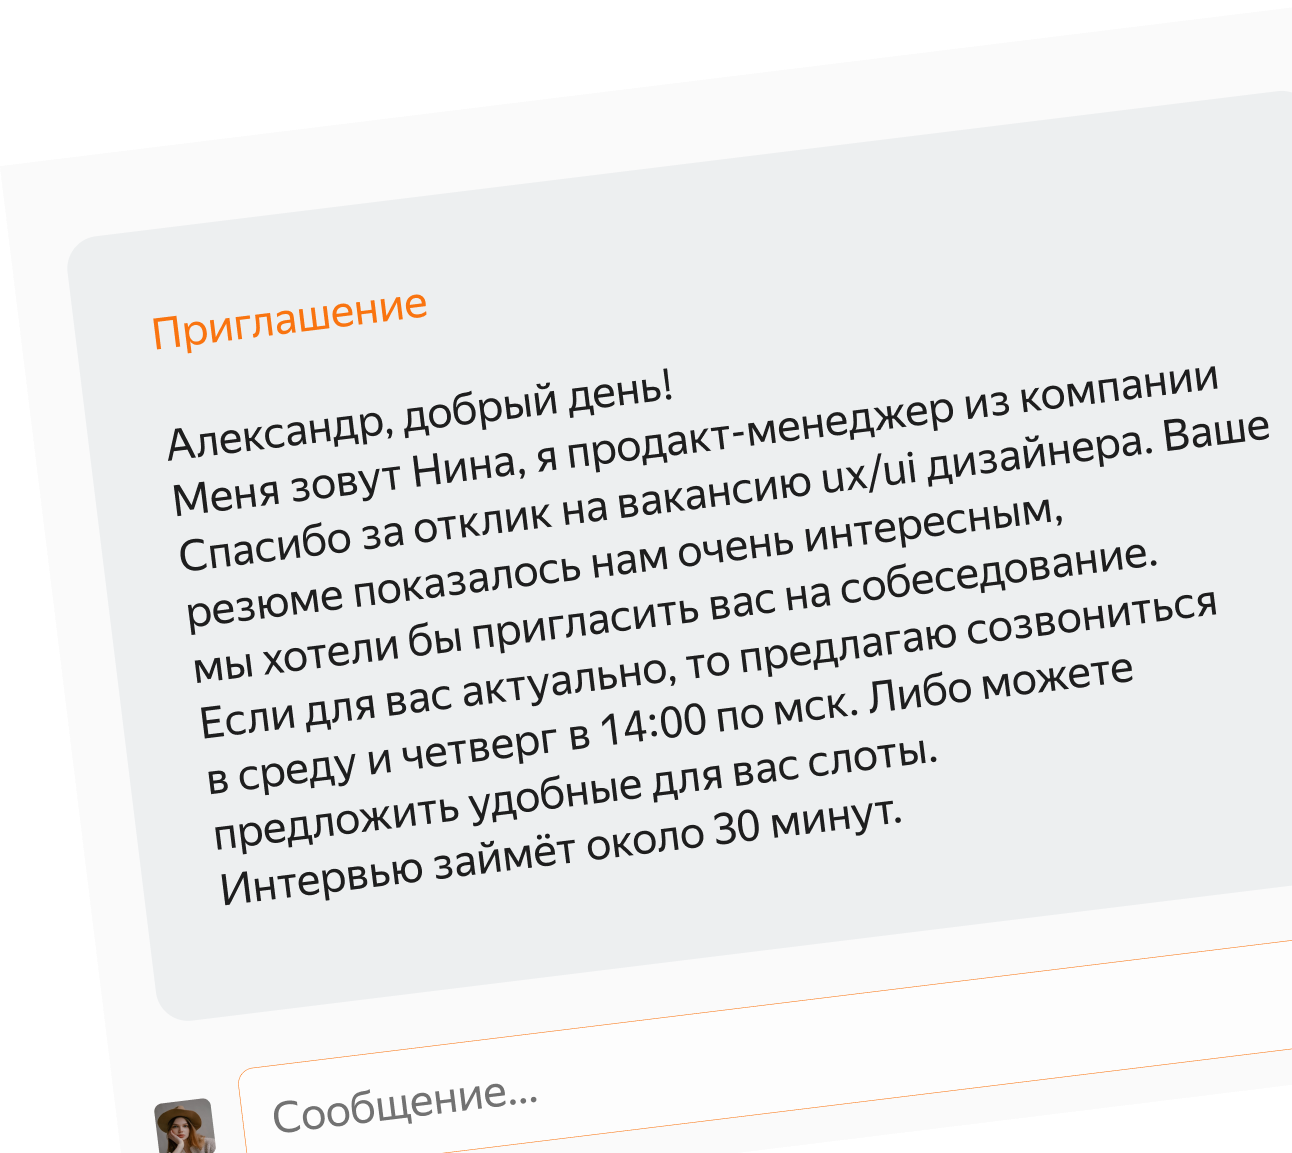 Приглашение
Александр, добрый день!
Меня зовут Нина, я продакт-менеджер из компании
Спасибо за отклик на вакансию ux/ui дизайнера. Ваше
резюме показалось нам очень интересным,
мы хотели бы пригласить вас на собеседование.
Если для вас актуально, то предлагаю созвониться
в среду и четверг в 14:00 по мск. Либо можете
предложить удобные для вас слоты.
Интервью займёт около 30 минут.
Сообщение...